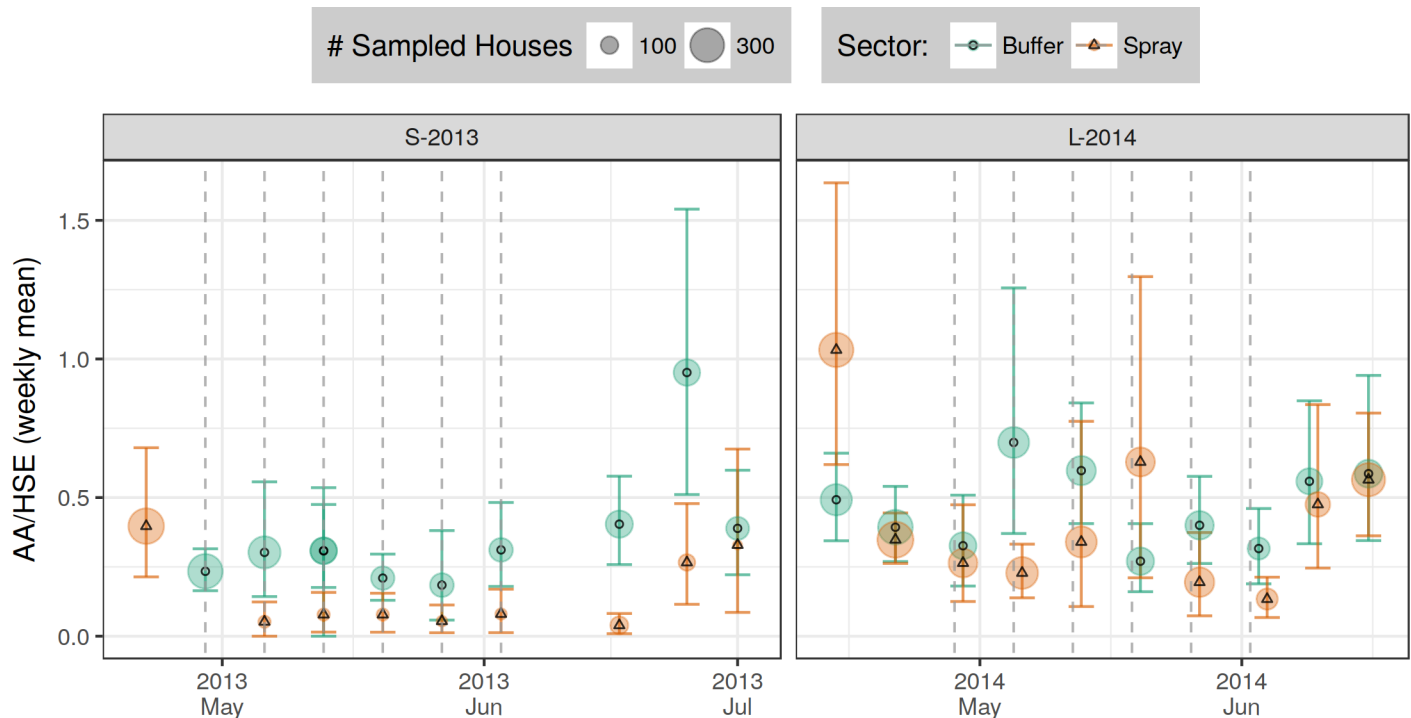 # Sampled Houses 100 300 Sector: Buffer Spray
S-2013 L-2014
AA/HSE (weekly mean)
1.5
1.0
0.5
0.0
2013 2013 2013 2014 2014
May Jun Jul May Jun